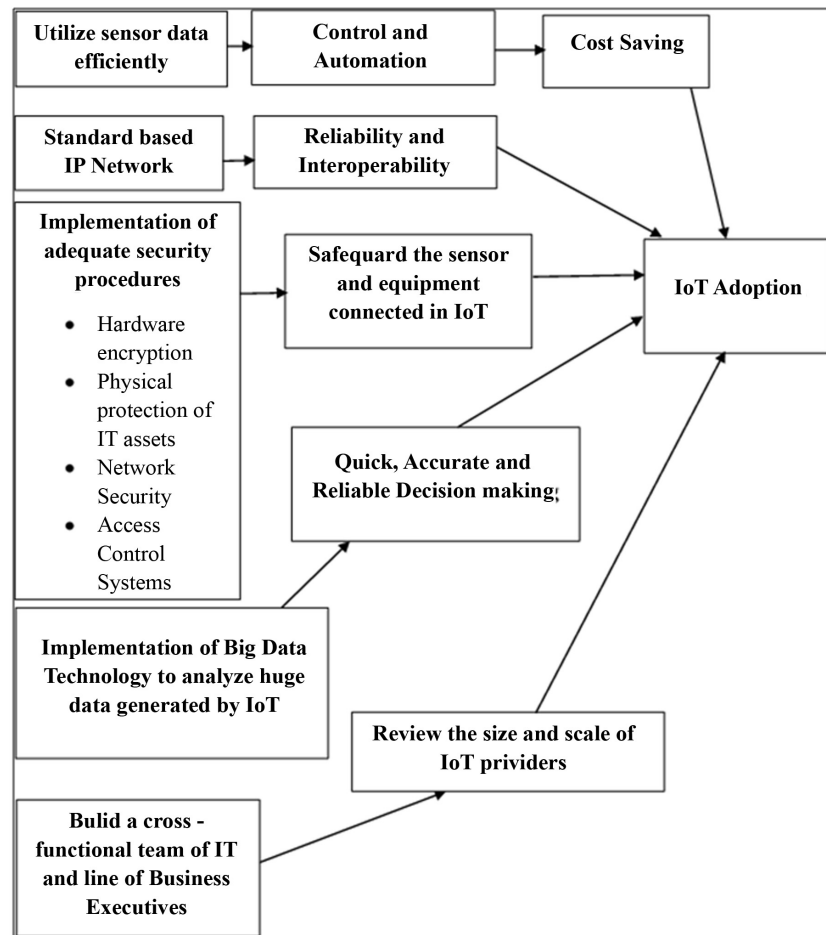 Utilize sensor data
efficiently
Control and
Automation
Cost Saving
Standard based
IP Network
Reliability and
Interoperability
Implementation of
adequate security
procedures
• Hardware
encryption
• Physical
protection of
IT assets
• Network
Security
• Access
Control
Systems
Safequard the sensor
and equipment
connected in IoT
IoT Adoption
Quick, Accurate and
Reliable Decision making;
Implementation of Big Data
Technology to analyze huge
data generated by IoT
Review the size and scale of
IoT prividers
Bulid a cross -
functional team of IT
and line of Business
Executives